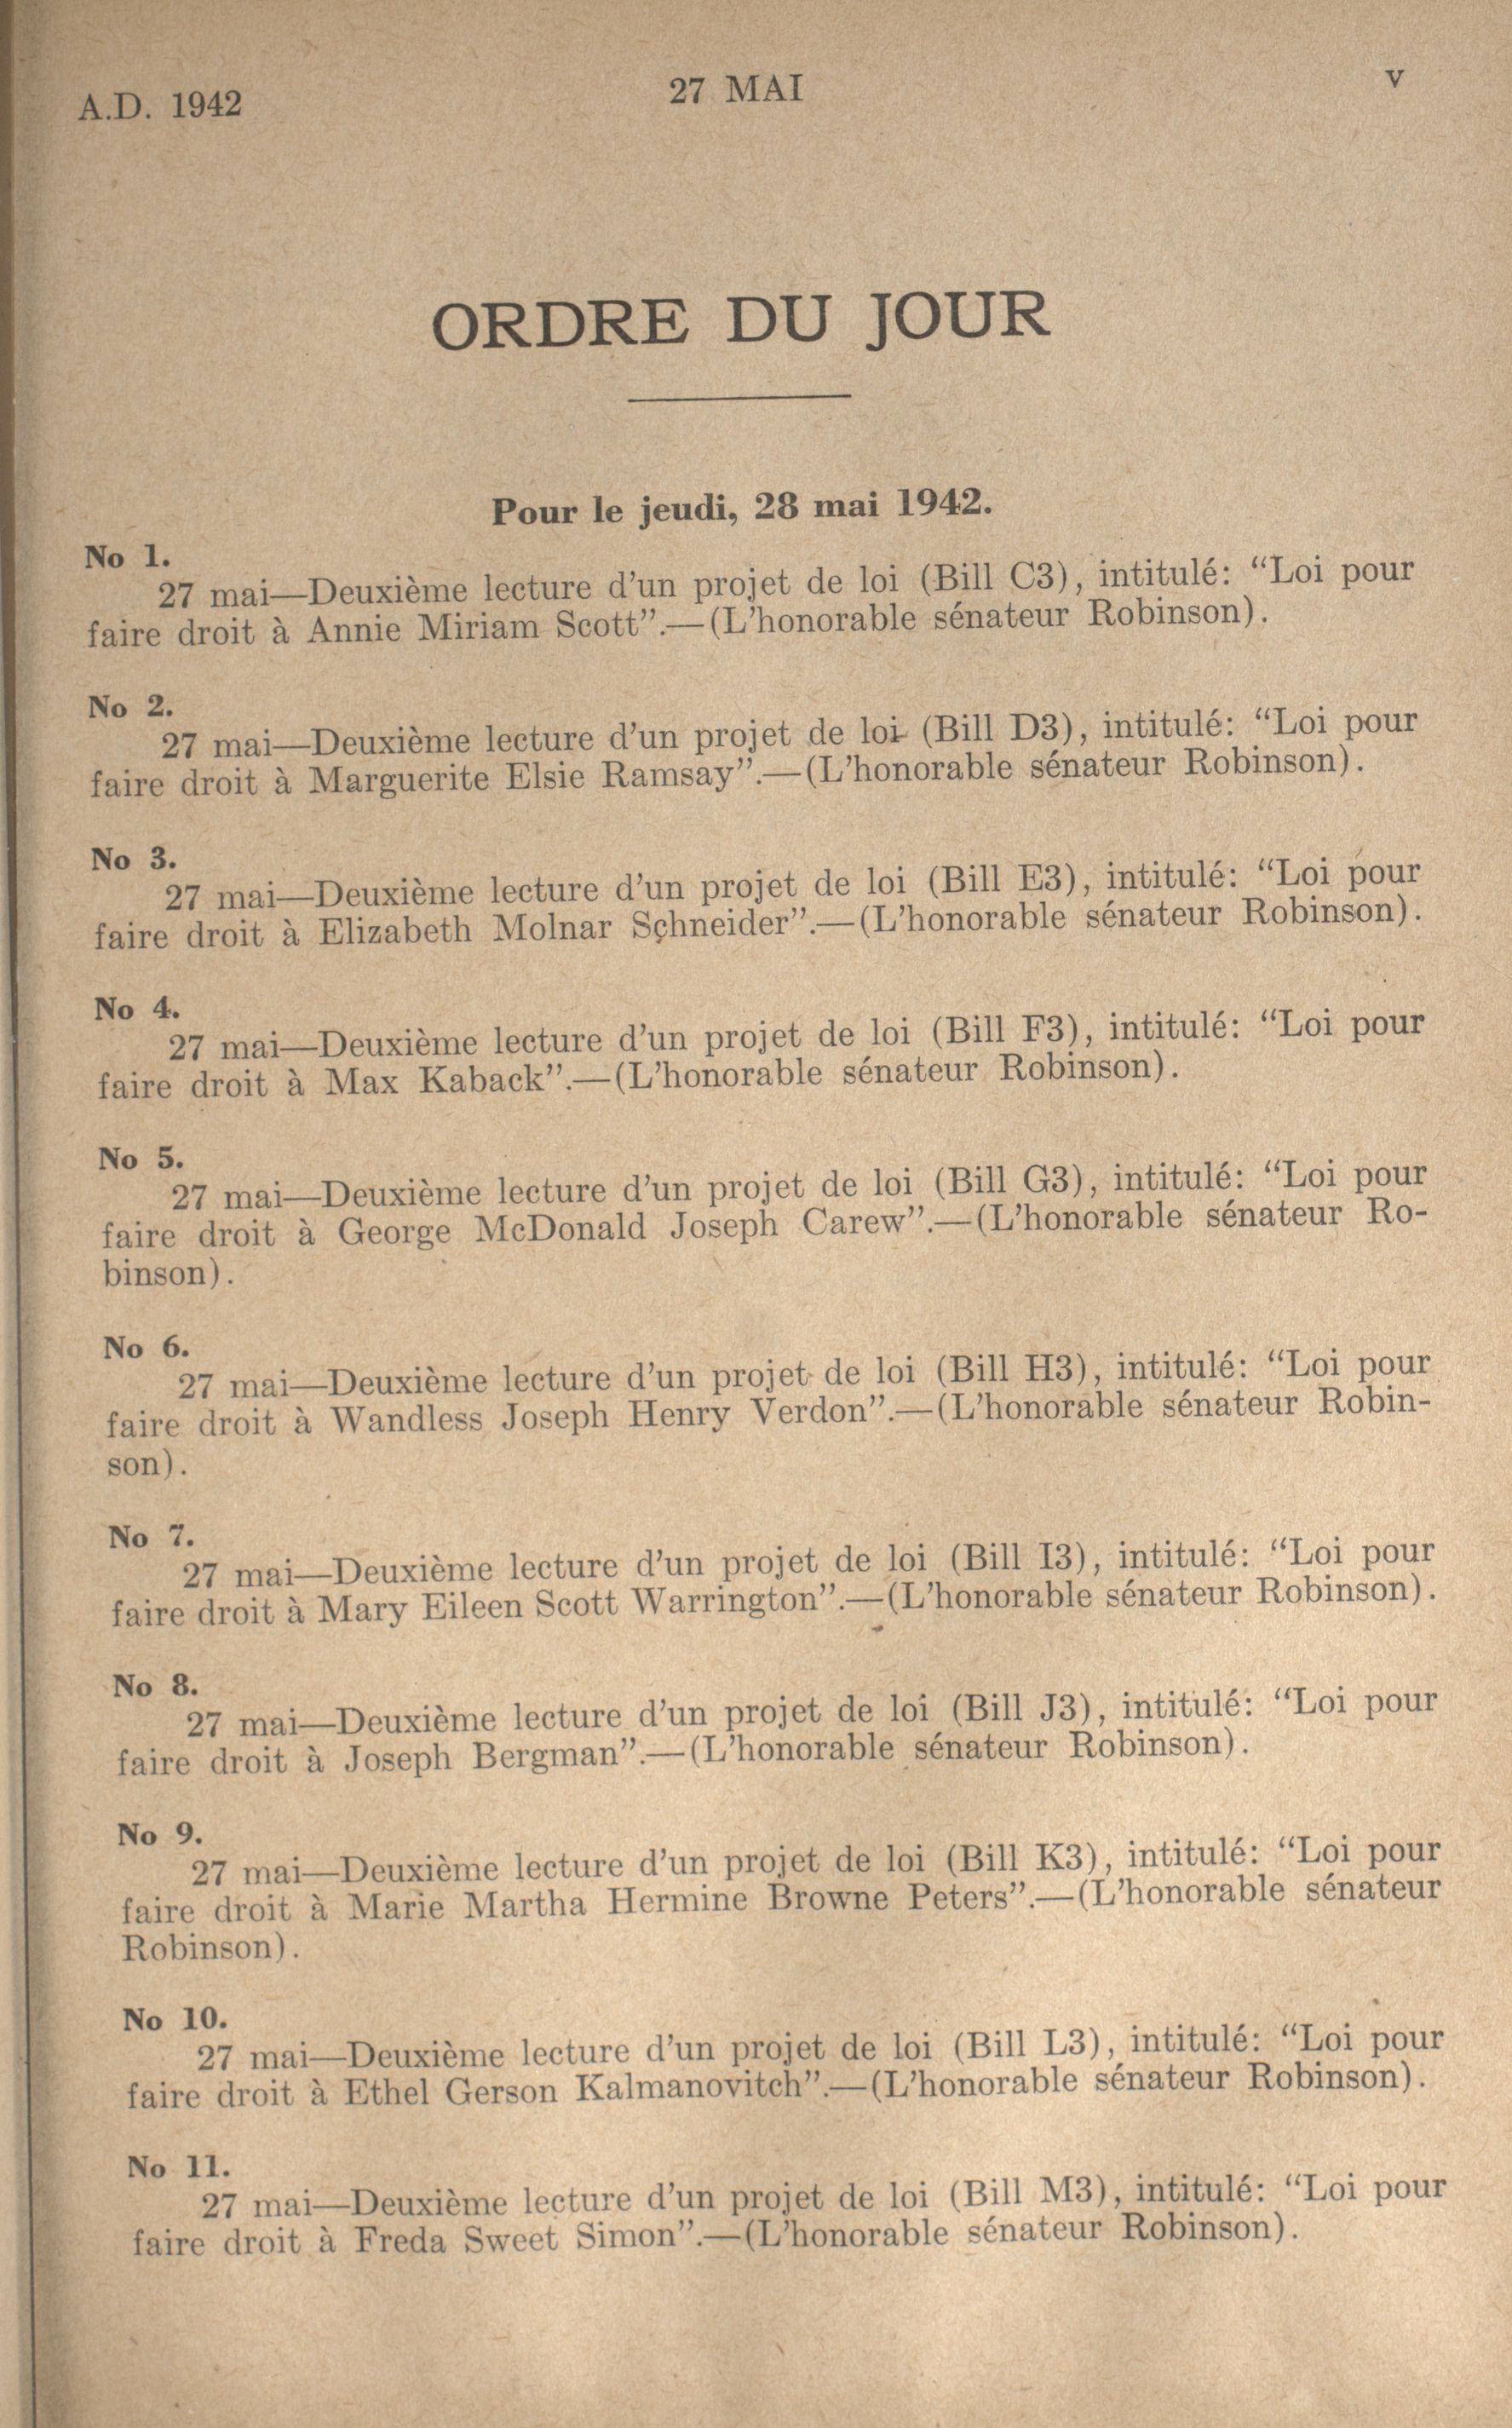 A.D. 1942 27 MAI v
ORDRE DU JOUR
Pour le jeudi, 28 mai 1942.
No 1.
27 mai—Deuxième lecture d'un projet de loi (Bill C3), intitulé: “Loi pour
faire droit à Annie Miriam Scott”.—(L'honorable sénateur Robinson).
No 2.
27 mai—Deuxième lecture d'un projet de loi (Bill D3), intitulé: “Loi pour
faire droit à Marguerite Elsie Ramsay”.—(L'honorable sénateur Robinson).
No 3.
27 mai—Deuxième lecture d'un projet de loi (Bill E3), intitulé: “Loi pour
faire droit à Elizabeth Molnar Schneider”.—(L'honorable sénateur Robinson).
No 4.
27 mai—Deuxième lecture d'un projet de loi (Bill F3), intitulé: “Loi pour
faire droit à Max Kaback”.—(L'honorable sénateur Robinson).
No 5.
27 mai—Deuxième lecture d'un projet de loi (Bill G3), intitulé: “Loi pour
faire droit à George McDonald Joseph Carew”.—(L'honorable sénateur Ro-
binson).
No 6.
27 mai—Deuxième lecture d'un projet de loi (Bill H3), intitulé: “Loi pour
faire droit à Wandless Joseph Henry Verdon”.—(L'honorable sénateur Robin-
son).
No 7.
27 mai—Deuxième lecture d'un projet de loi (Bill I3), intitulé: “Loi pour
faire droit à Mary Eileen Scott Warrington”.—(L'honorable sénateur Robinson).
No 8.
27 mai—Deuxième lecture d'un projet de loi (Bill J3), intitulé: “Loi pour
faire droit à Joseph Bergman”.—(L'honorable sénateur Robinson).
No 9.
27 mai—Deuxième lecture d'un projet de loi (Bill K3), intitulé: “Loi pour
faire droit à Marie Martha Hermine Browne Peters”.—(L'honorable sénateur
Robinson).
No 10.
27 mai—Deuxième lecture d'un projet de loi (Bill L3), intitulé: “Loi pour
faire droit à Ethel Gerson Kalmanovitch”.—(L'honorable sénateur Robinson).
No 11.
27 mai—Deuxième lecture d'un projet de loi (Bill M3), intitulé: “Loi pour
faire droit à Freda Sweet Simon”.—(L'honorable sénateur Robinson).